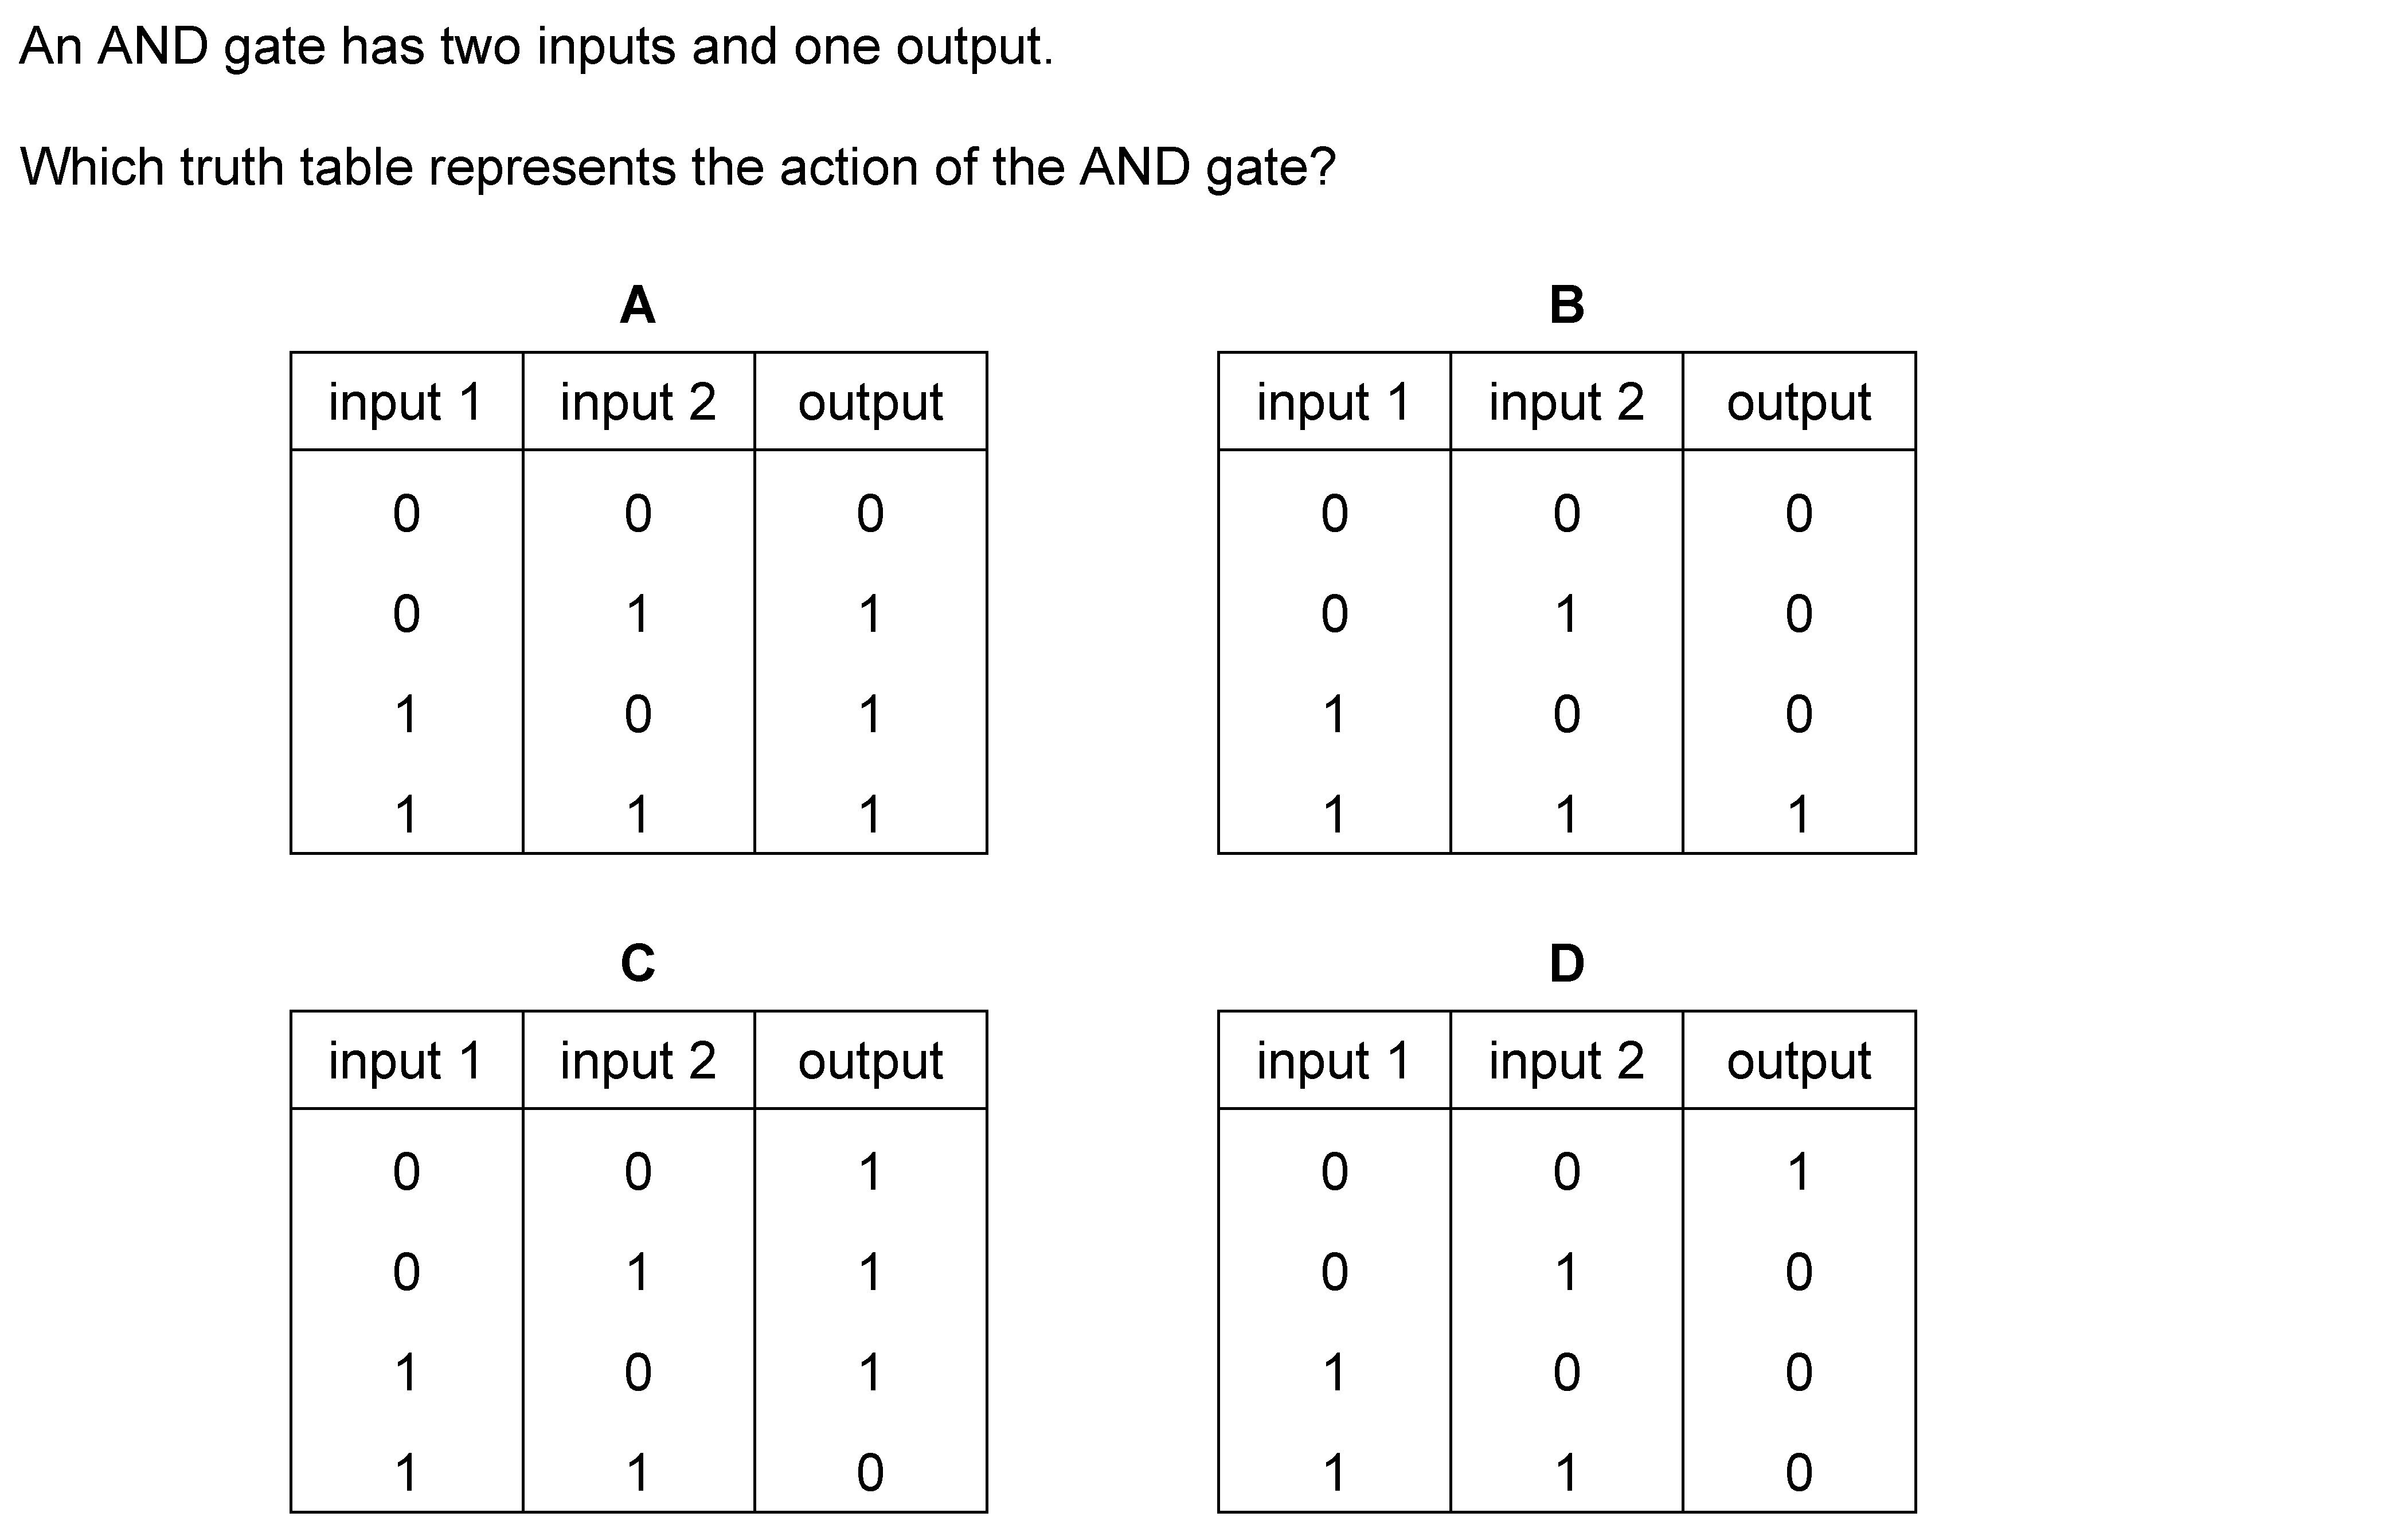 An AND gate has two inputs and one output.
Which truth table represents the action of the AND gate?
A
input 1 input 2 output
0 0 0
0 1 1
1 0 1
1 1 1
B
input 1 input 2 output
0 0 0
0 1 0
1 0 0
1 1 1
C
input 1 input 2 output
0 0 1
0 1 1
1 0 1
1 1 0
D
input 1 input 2 output
0 0 1
0 1 0
1 0 0
1 1 0